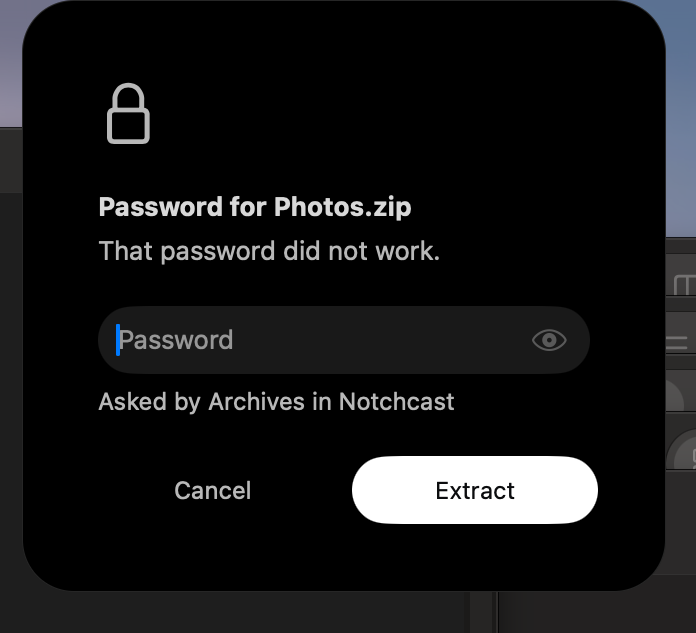 Password for Photos.zip
That password did not work.
Password
Asked by Archives in Notchcast
Cancel
Extract